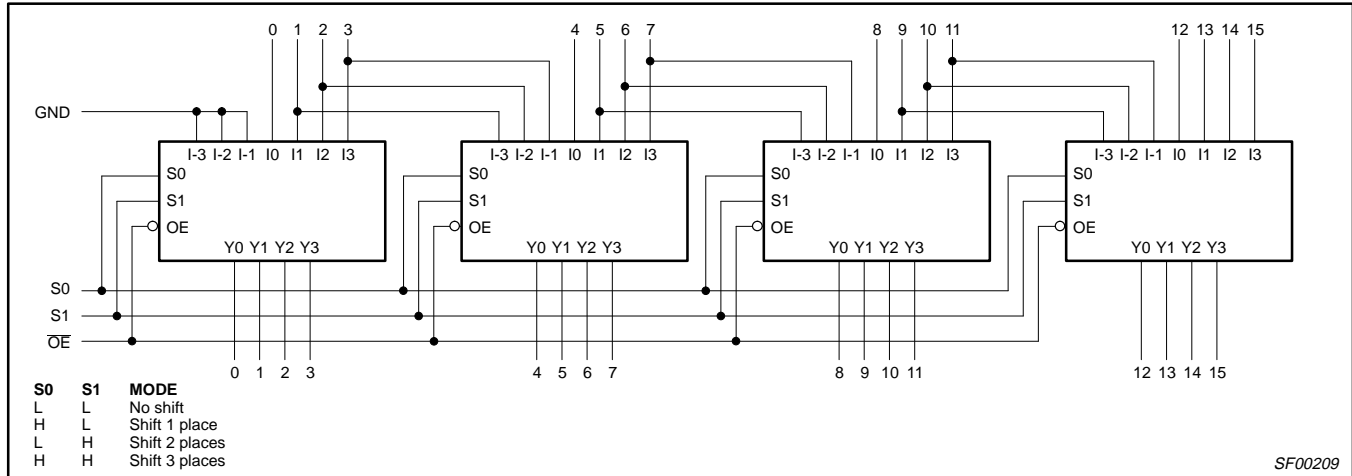 0 1 2 3 4 5 6 7 8 9 10 11 12 13 14 15
GND
I-3 I-2 I-1 I0 I1 I2 I3 I-3 I-2 I-1 I0 I1 I2 I3 I-3 I-2 I-1 I0 I1 I2 I3 I-3 I-2 I-1 I0 I1 I2 I3
S0 S0 S0 S0
S1 S1 S1 S1
OE OE OE OE
Y0 Y1 Y2 Y3 Y0 Y1 Y2 Y3 Y0 Y1 Y2 Y3 Y0 Y1 Y2 Y3
S0
S1
O̅E̅
0 1 2 3 4 5 6 7 8 9 10 11 12 13 14 15
S0 S1 MODE
L L No shift
H L Shift 1 place
L H Shift 2 places
H H Shift 3 places
SF00209